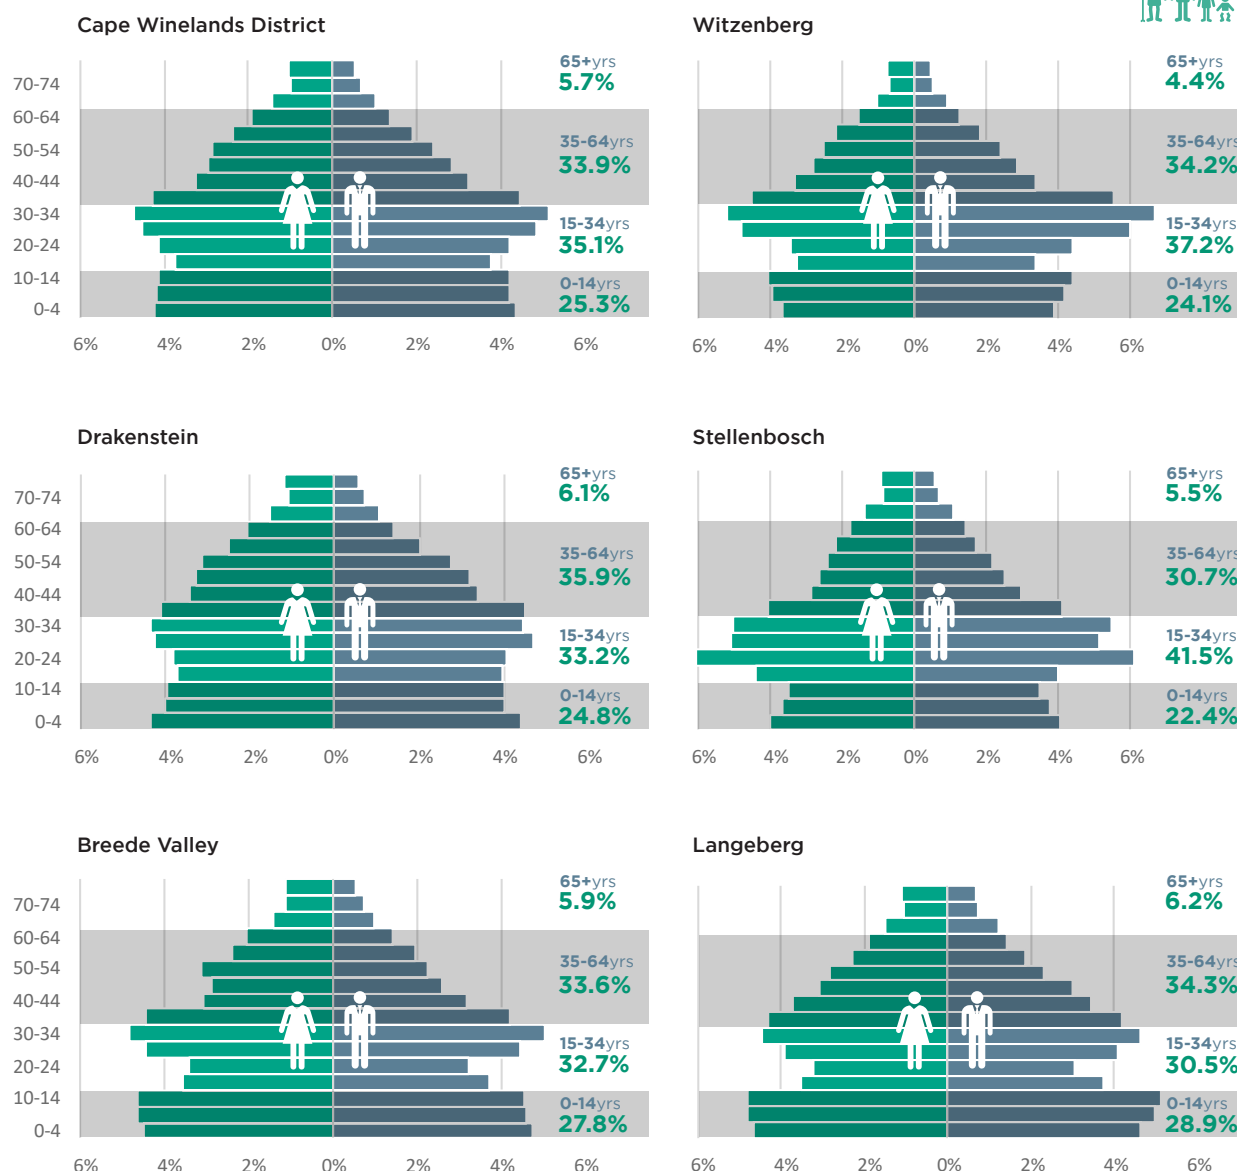 Cape Winelands District
70-74
60-64
50-54
40-44
30-34
20-24
10-14
0-4
65+yrs
5.7%
35-64yrs
33.9%
15-34yrs
35.1%
0-14yrs
25.3%
6% 4% 2% 0% 2% 4% 6%
Witzenberg
65+yrs
4.4%
35-64yrs
34.2%
15-34yrs
37.2%
0-14yrs
24.1%
6% 4% 2% 0% 2% 4% 6%
Drakenstein
70-74
60-64
50-54
40-44
30-34
20-24
10-14
0-4
65+yrs
6.1%
35-64yrs
35.9%
15-34yrs
33.2%
0-14yrs
24.8%
6% 4% 2% 0% 2% 4% 6%
Stellenbosch
65+yrs
5.5%
35-64yrs
30.7%
15-34yrs
41.5%
0-14yrs
22.4%
6% 4% 2% 0% 2% 4% 6%
Breede Valley
70-74
60-64
50-54
40-44
30-34
20-24
10-14
0-4
65+yrs
5.9%
35-64yrs
33.6%
15-34yrs
32.7%
0-14yrs
27.8%
6% 4% 2% 0% 2% 4% 6%
Langeberg
65+yrs
6.2%
35-64yrs
34.3%
15-34yrs
30.5%
0-14yrs
28.9%
6% 4% 2% 0% 2% 4% 6%